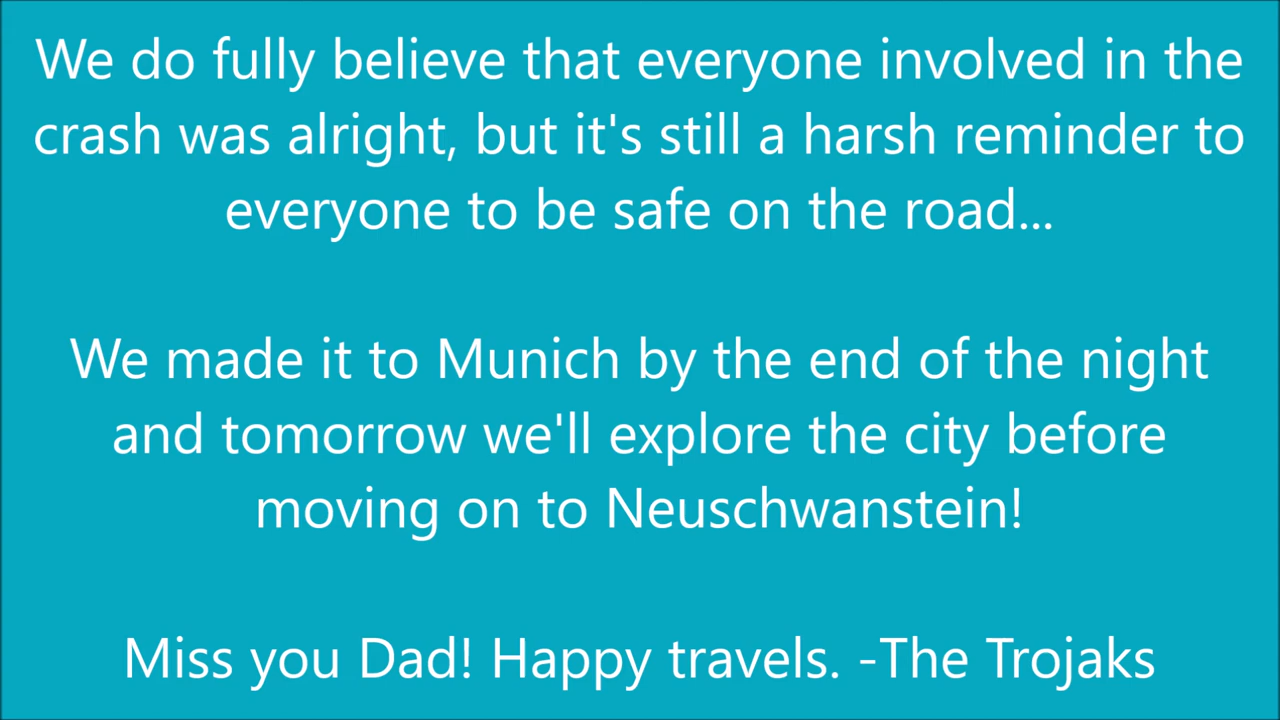 We do fully believe that everyone involved in the
crash was alright, but it's still a harsh reminder to
everyone to be safe on the road...
We made it to Munich by the end of the night
and tomorrow we'll explore the city before
moving on to Neuschwanstein!
Miss you Dad! Happy travels. -The Trojaks